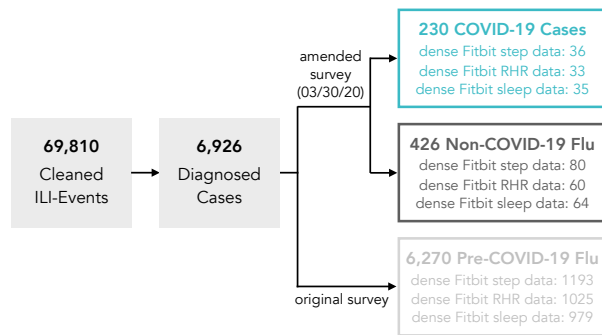 69,810
Cleaned
ILI-Events
6,926
Diagnosed
Cases
amended
survey
(03/30/20)
original survey
230 COVID-19 Cases
dense Fitbit step data: 36
dense Fitbit RHR data: 33
dense Fitbit sleep data: 35
426 Non-COVID-19 Flu
dense Fitbit step data: 80
dense Fitbit RHR data: 60
dense Fitbit sleep data: 64
6,270 Pre-COVID-19 Flu
dense Fitbit step data: 1193
dense Fitbit RHR data: 1025
dense Fitbit sleep data: 979